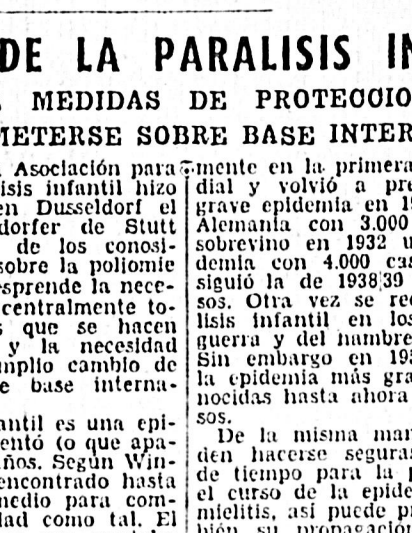 DE LA PARALISIS IN
MEDIDAS DE PROTECCIO
METERSE SOBRE BASE INTER
Asociación para
isis infantil hizo
en Dusseldorf el
dorfer de Stutt
de los conosi-
sobre la poliomie
esprende la nece-
centralmente to-
s que se hacen
y la necesidad
mplio cambio de
e base interna-
antil es una epi-
entó (o que apa-
ños. Según Win-
encontrado hasta
medio para com-
dad como tal. El
mente en la primera
dial y volvió a pre
grave epidemia en 19
Alemania con 3.000
sobrevino en 1932 u
demia con 4.000 cas
siguió la de 1938|39
sos. Otra vez se re
lisis infantil en los
guerra y del hambre
Sin embargo en 19
la epidemia más gra
nocidas hasta ahora
sos.
De la misma man
den hacerse seguras
de tiempo para la p
el curso de la epide
mielitis, así puede pr
bién su propagación